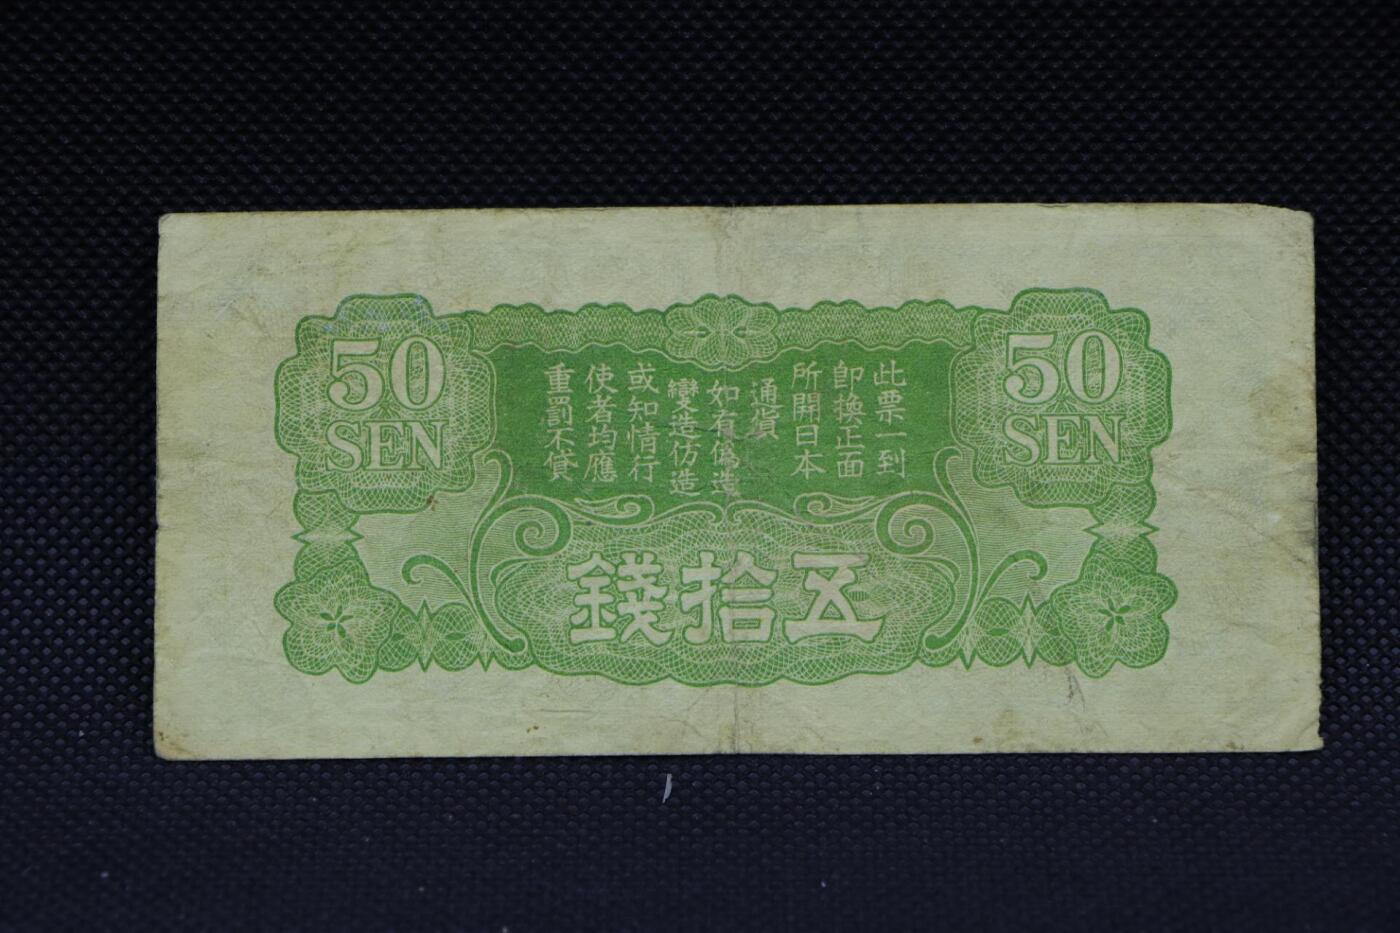 50
SEN
50
SEN
此票一到
即換正面
所開日本
通貨
如有偽造
變造仿造
或知情行
使者均應
重罰不貸
五拾錢